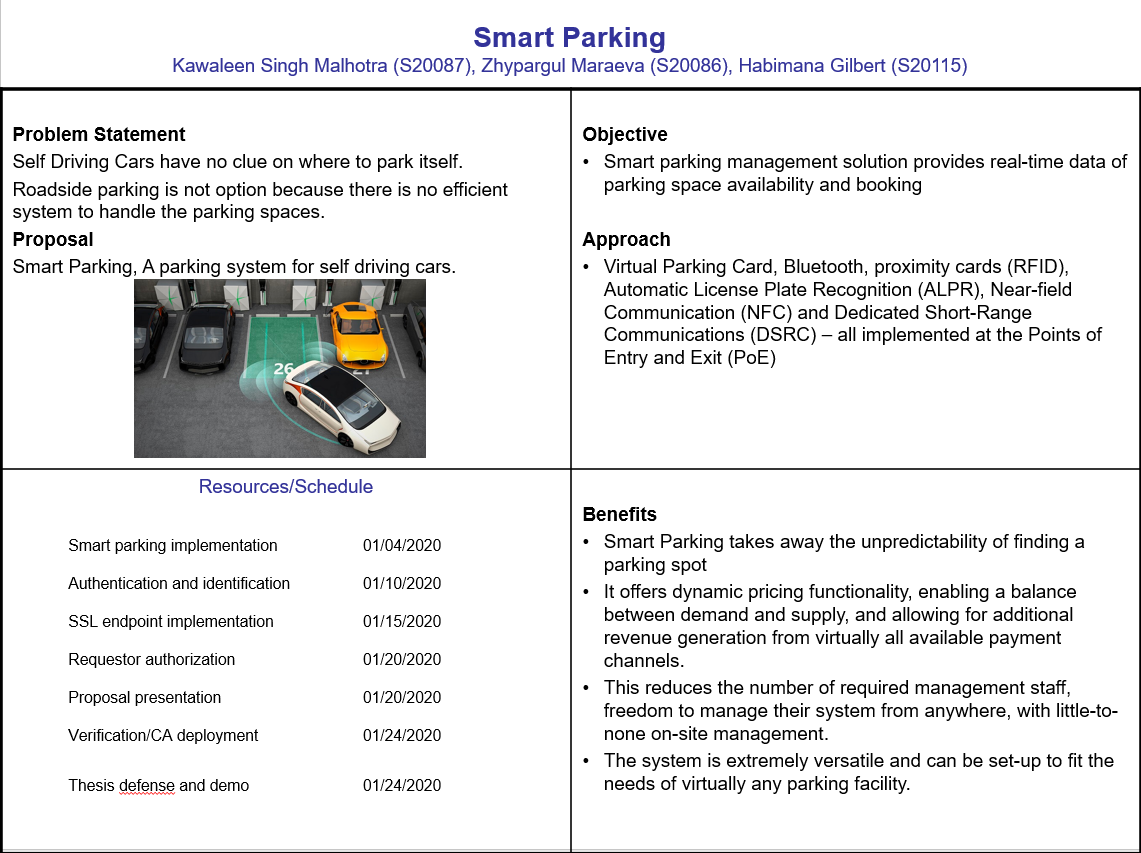 Smart Parking
Kawaleen Singh Malhotra (S20087), Zhypargul Maraeva (S20086), Habimana Gilbert (S20115)
Problem Statement
Self Driving Cars have no clue on where to park itself.
Roadside parking is not option because there is no efficient
system to handle the parking spaces.
Proposal
Smart Parking, A parking system for self driving cars.
26
27
Objective
• Smart parking management solution provides real-time data of
parking space availability and booking
Approach
• Virtual Parking Card, Bluetooth, proximity cards (RFID),
Automatic License Plate Recognition (ALPR), Near-field
Communication (NFC) and Dedicated Short-Range
Communications (DSRC) – all implemented at the Points of
Entry and Exit (PoE)
Resources/Schedule
Smart parking implementation 01/04/2020
Authentication and identification 01/10/2020
SSL endpoint implementation 01/15/2020
Requestor authorization 01/20/2020
Proposal presentation 01/20/2020
Verification/CA deployment 01/24/2020
Thesis defense and demo 01/24/2020
Benefits
• Smart Parking takes away the unpredictability of finding a
parking spot
• It offers dynamic pricing functionality, enabling a balance
between demand and supply, and allowing for additional
revenue generation from virtually all available payment
channels.
• This reduces the number of required management staff,
freedom to manage their system from anywhere, with little-to-
none on-site management.
• The system is extremely versatile and can be set-up to fit the
needs of virtually any parking facility.